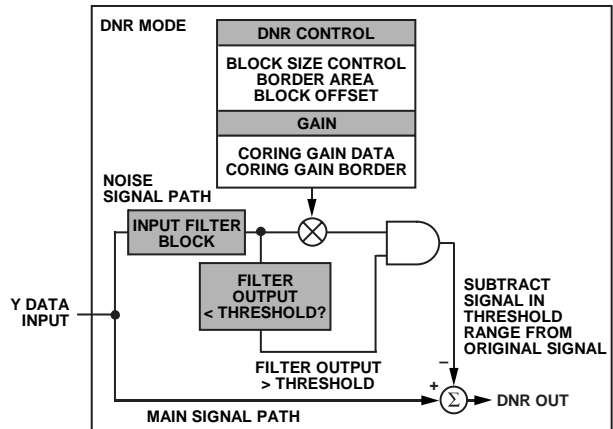 DNR MODE
DNR CONTROL
BLOCK SIZE CONTROL
BORDER AREA
BLOCK OFFSET
GAIN
CORING GAIN DATA
CORING GAIN BORDER
NOISE
SIGNAL PATH
INPUT FILTER
BLOCK
FILTER
OUTPUT
< THRESHOLD?
Y DATA
INPUT
FILTER OUTPUT
> THRESHOLD
SUBTRACT
SIGNAL IN
THRESHOLD
RANGE FROM
ORIGINAL SIGNAL
–
+
Σ
DNR OUT
MAIN SIGNAL PATH